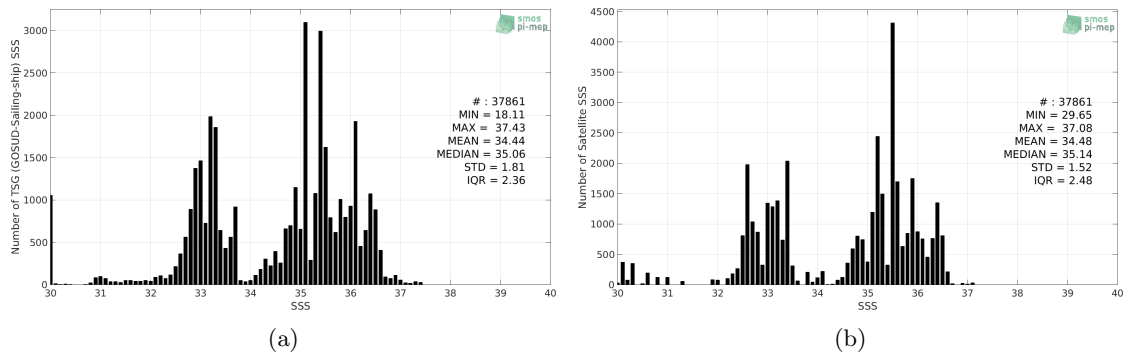 smos
pi-mep
Number of TSG (GOSUD-Sailing-ship) SSS
3000
2500
2000
1500
1000
500
0
# : 37861
MIN = 18.11
MAX = 37.43
MEAN = 34.44
MEDIAN = 35.06
STD = 1.81
IQR = 2.36
30 31 32 33 34 35 36 37 38 39 40
SSS
(a)
smos
pi-mep
Number of Satellite SSS
4500
4000
3500
3000
2500
2000
1500
1000
500
0
# : 37861
MIN = 29.65
MAX = 37.08
MEAN = 34.48
MEDIAN = 35.14
STD = 1.52
IQR = 2.48
30 31 32 33 34 35 36 37 38 39 40
SSS
(b)